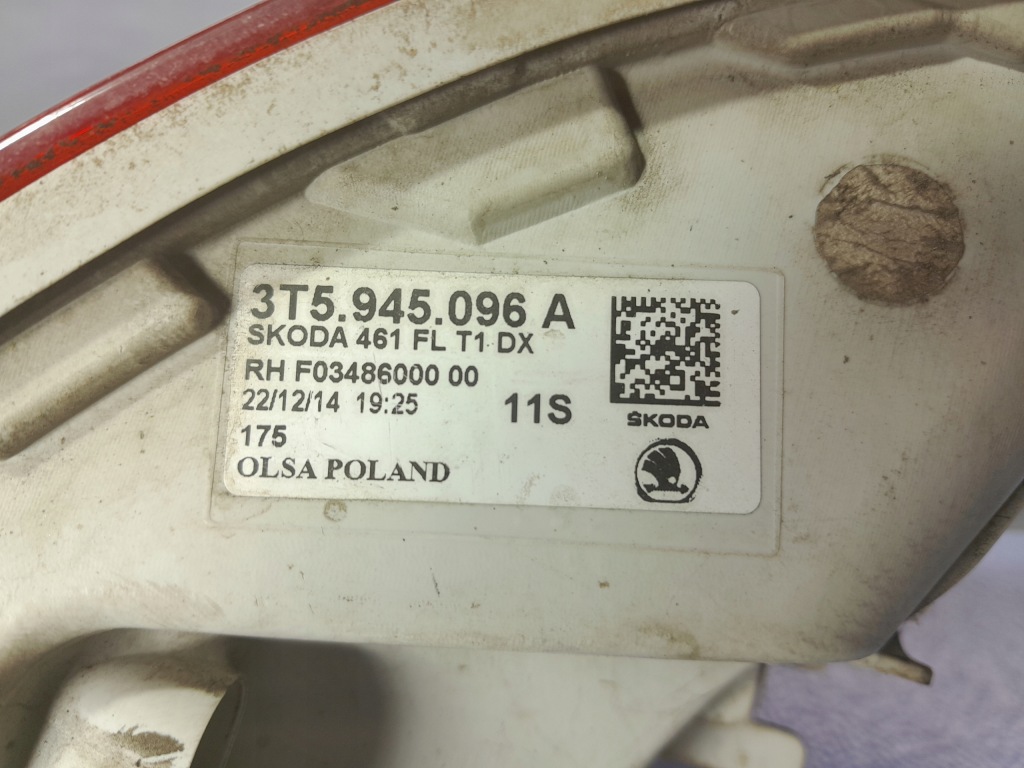 3T5.945.096 A
SKODA 461 FL T1 DX
RH F03486000 00
22/12/14 19:25
11S
175
OLSA POLAND
ŠKODA